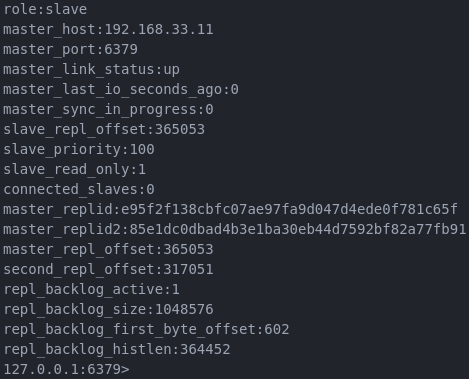 role:slave
master_host:192.168.33.11
master_port:6379
master_link_status:up
master_last_io_seconds_ago:0
master_sync_in_progress:0
slave_repl_offset:365053
slave_priority:100
slave_read_only:1
connected_slaves:0
master_replid:e95f2f138cbfc07ae97fa9d047d4ede0f781c65f
master_replid2:85e1dc0dbad4b3e1ba30eb44d7592bf82a77fb91
master_repl_offset:365053
second_repl_offset:317051
repl_backlog_active:1
repl_backlog_size:1048576
repl_backlog_first_byte_offset:602
repl_backlog_histlen:364452
127.0.0.1:6379>